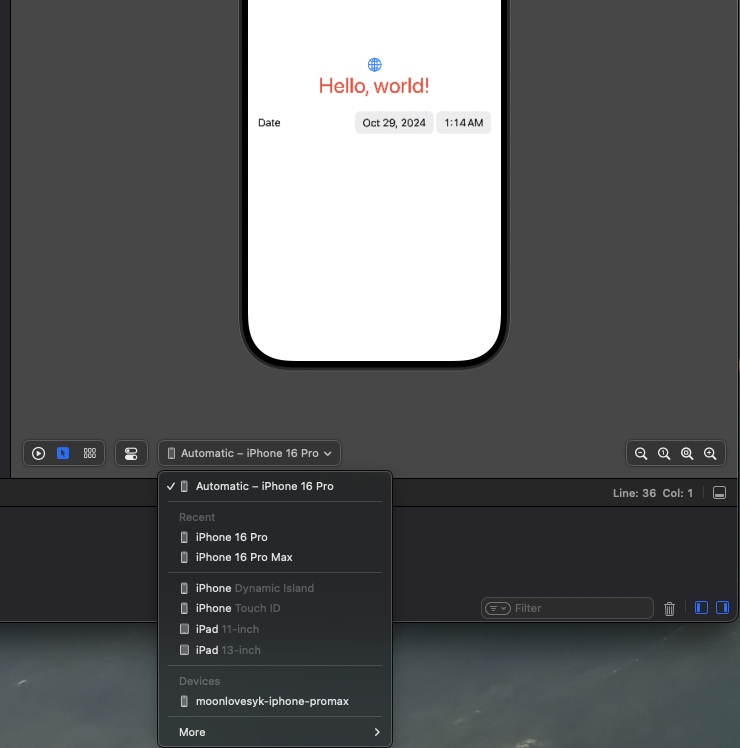 Hello, world!
Date Oct 29, 2024 1:14 AM
Automatic – iPhone 16 Pro
Automatic – iPhone 16 Pro
Line: 36 Col: 1
Recent
iPhone 16 Pro
iPhone 16 Pro Max
iPhone Dynamic Island
iPhone Touch ID
Filter
iPad 11-inch
iPad 13-inch
Devices
moonlovesyk-iphone-promax
More